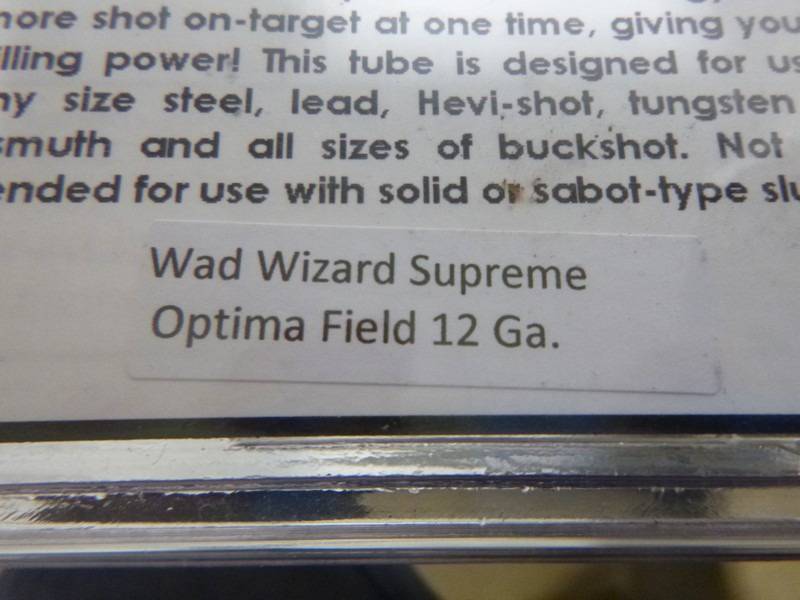 more shot on-target at one time, giving you
illing power! This tube is designed for us
ny size steel, lead, Hevi-shot, tungsten
smuth and all sizes of buckshot. Not
ended for use with solid or sabot-type slu
Wad Wizard Supreme
Optima Field 12 Ga.